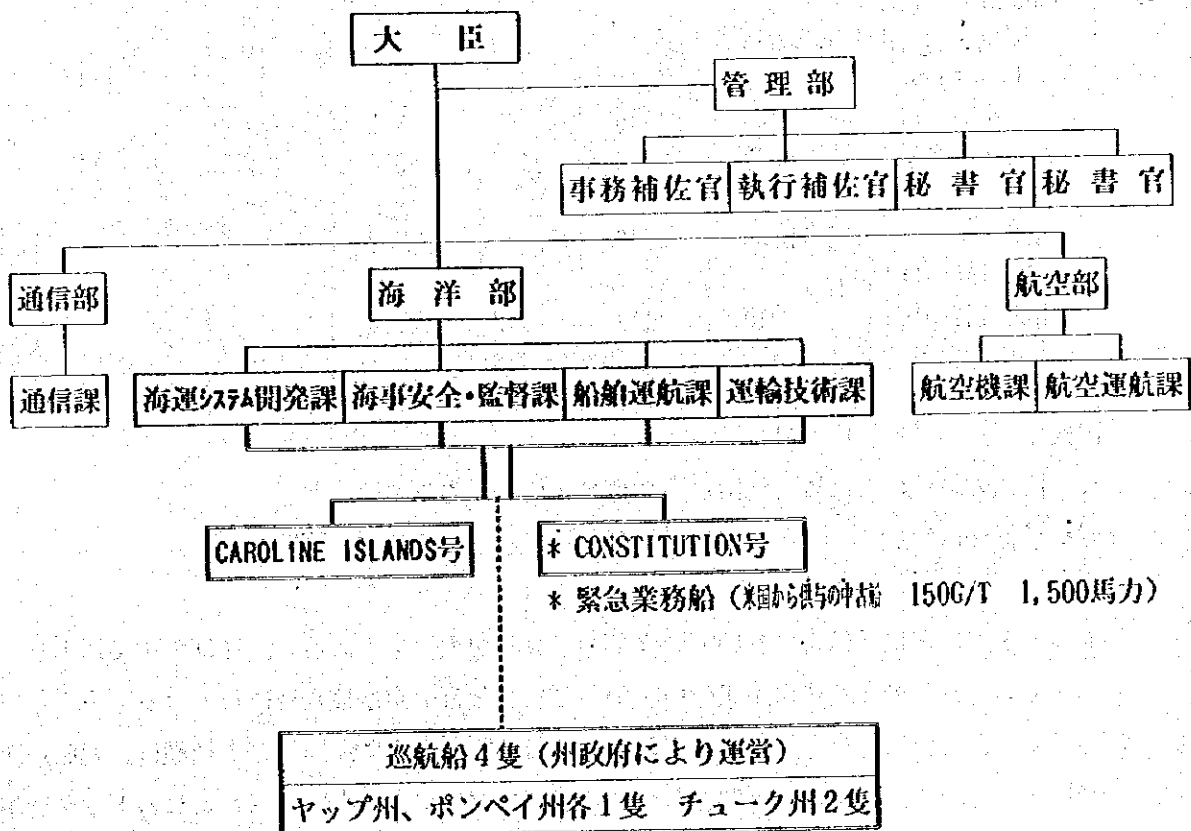 大 臣
管 理 部
事務補佐官 執行補佐官 秘 書 官 秘 書 官
通信部 海 洋 部 航空部
通信課 海運システム開発課 海事安全・監督課 船舶運航課 運輸技術課 航空機課 航空運航課
CAROLINE ISLANDS号 * CONSTITUTION号
* 緊急業務船 (米国から供与の中古船 150G/T 1,500馬力)
巡航船4隻 (州政府により運営)
ヤップ州、ポンペイ州各1隻 チューク州2隻